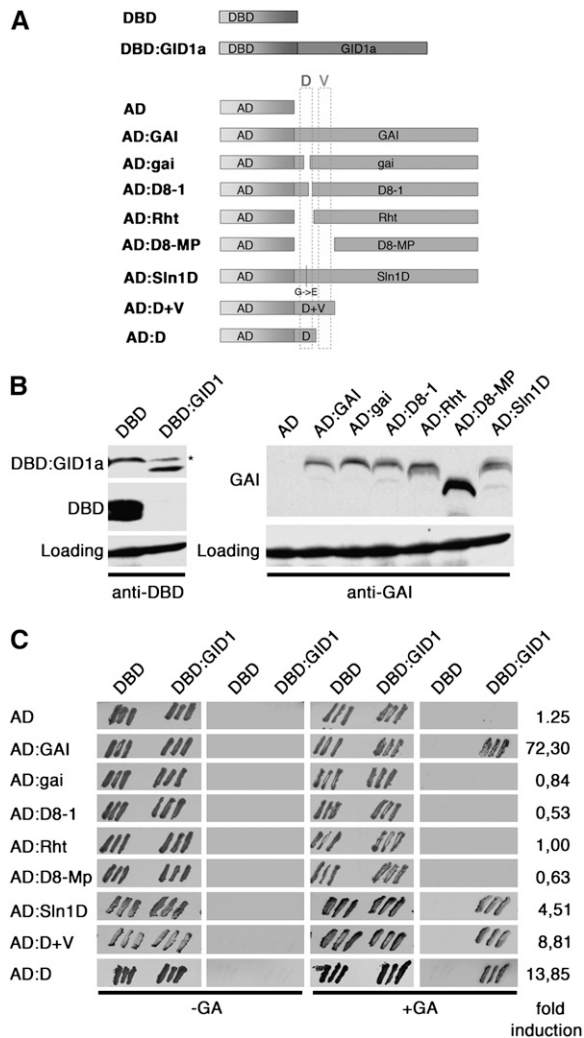 A
DBD DBD
DBD:GID1a DBD GID1a
D V
AD AD
AD:GAI AD GAI
AD:gai AD gai
AD:D8-1 AD D8-1
AD:Rht AD Rht
AD:D8-MP AD D8-MP
AD:Sln1D AD Sln1D
G->E
AD:D+V AD D+V
AD:D AD D
B
DBD DBD:GID1 AD AD:GAI AD:gai AD:D8-1 AD:Rht AD:D8-MP AD:Sln1D
DBD:GID1a * GAI
DBD
Loading Loading
anti-DBD anti-GAI
C
DBD DBD:GID1 DBD DBD:GID1 DBD DBD:GID1 DBD DBD:GID1
AD 1.25
AD:GAI 72,30
AD:gai 0,84
AD:D8-1 0,53
AD:Rht 1,00
AD:D8-Mp 0,63
AD:Sln1D 4,51
AD:D+V 8,81
AD:D 13,85
-GA +GA fold
induction